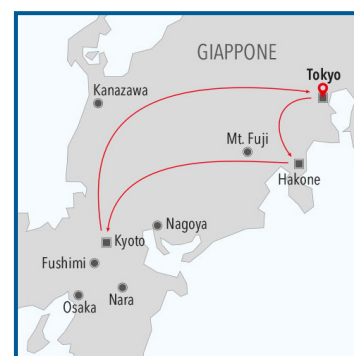 GIAPPONE
Tokyo
Kanazawa
Mt. Fuji
Hakone
Nagoya
Kyoto
Fushimi
Nara
Osaka